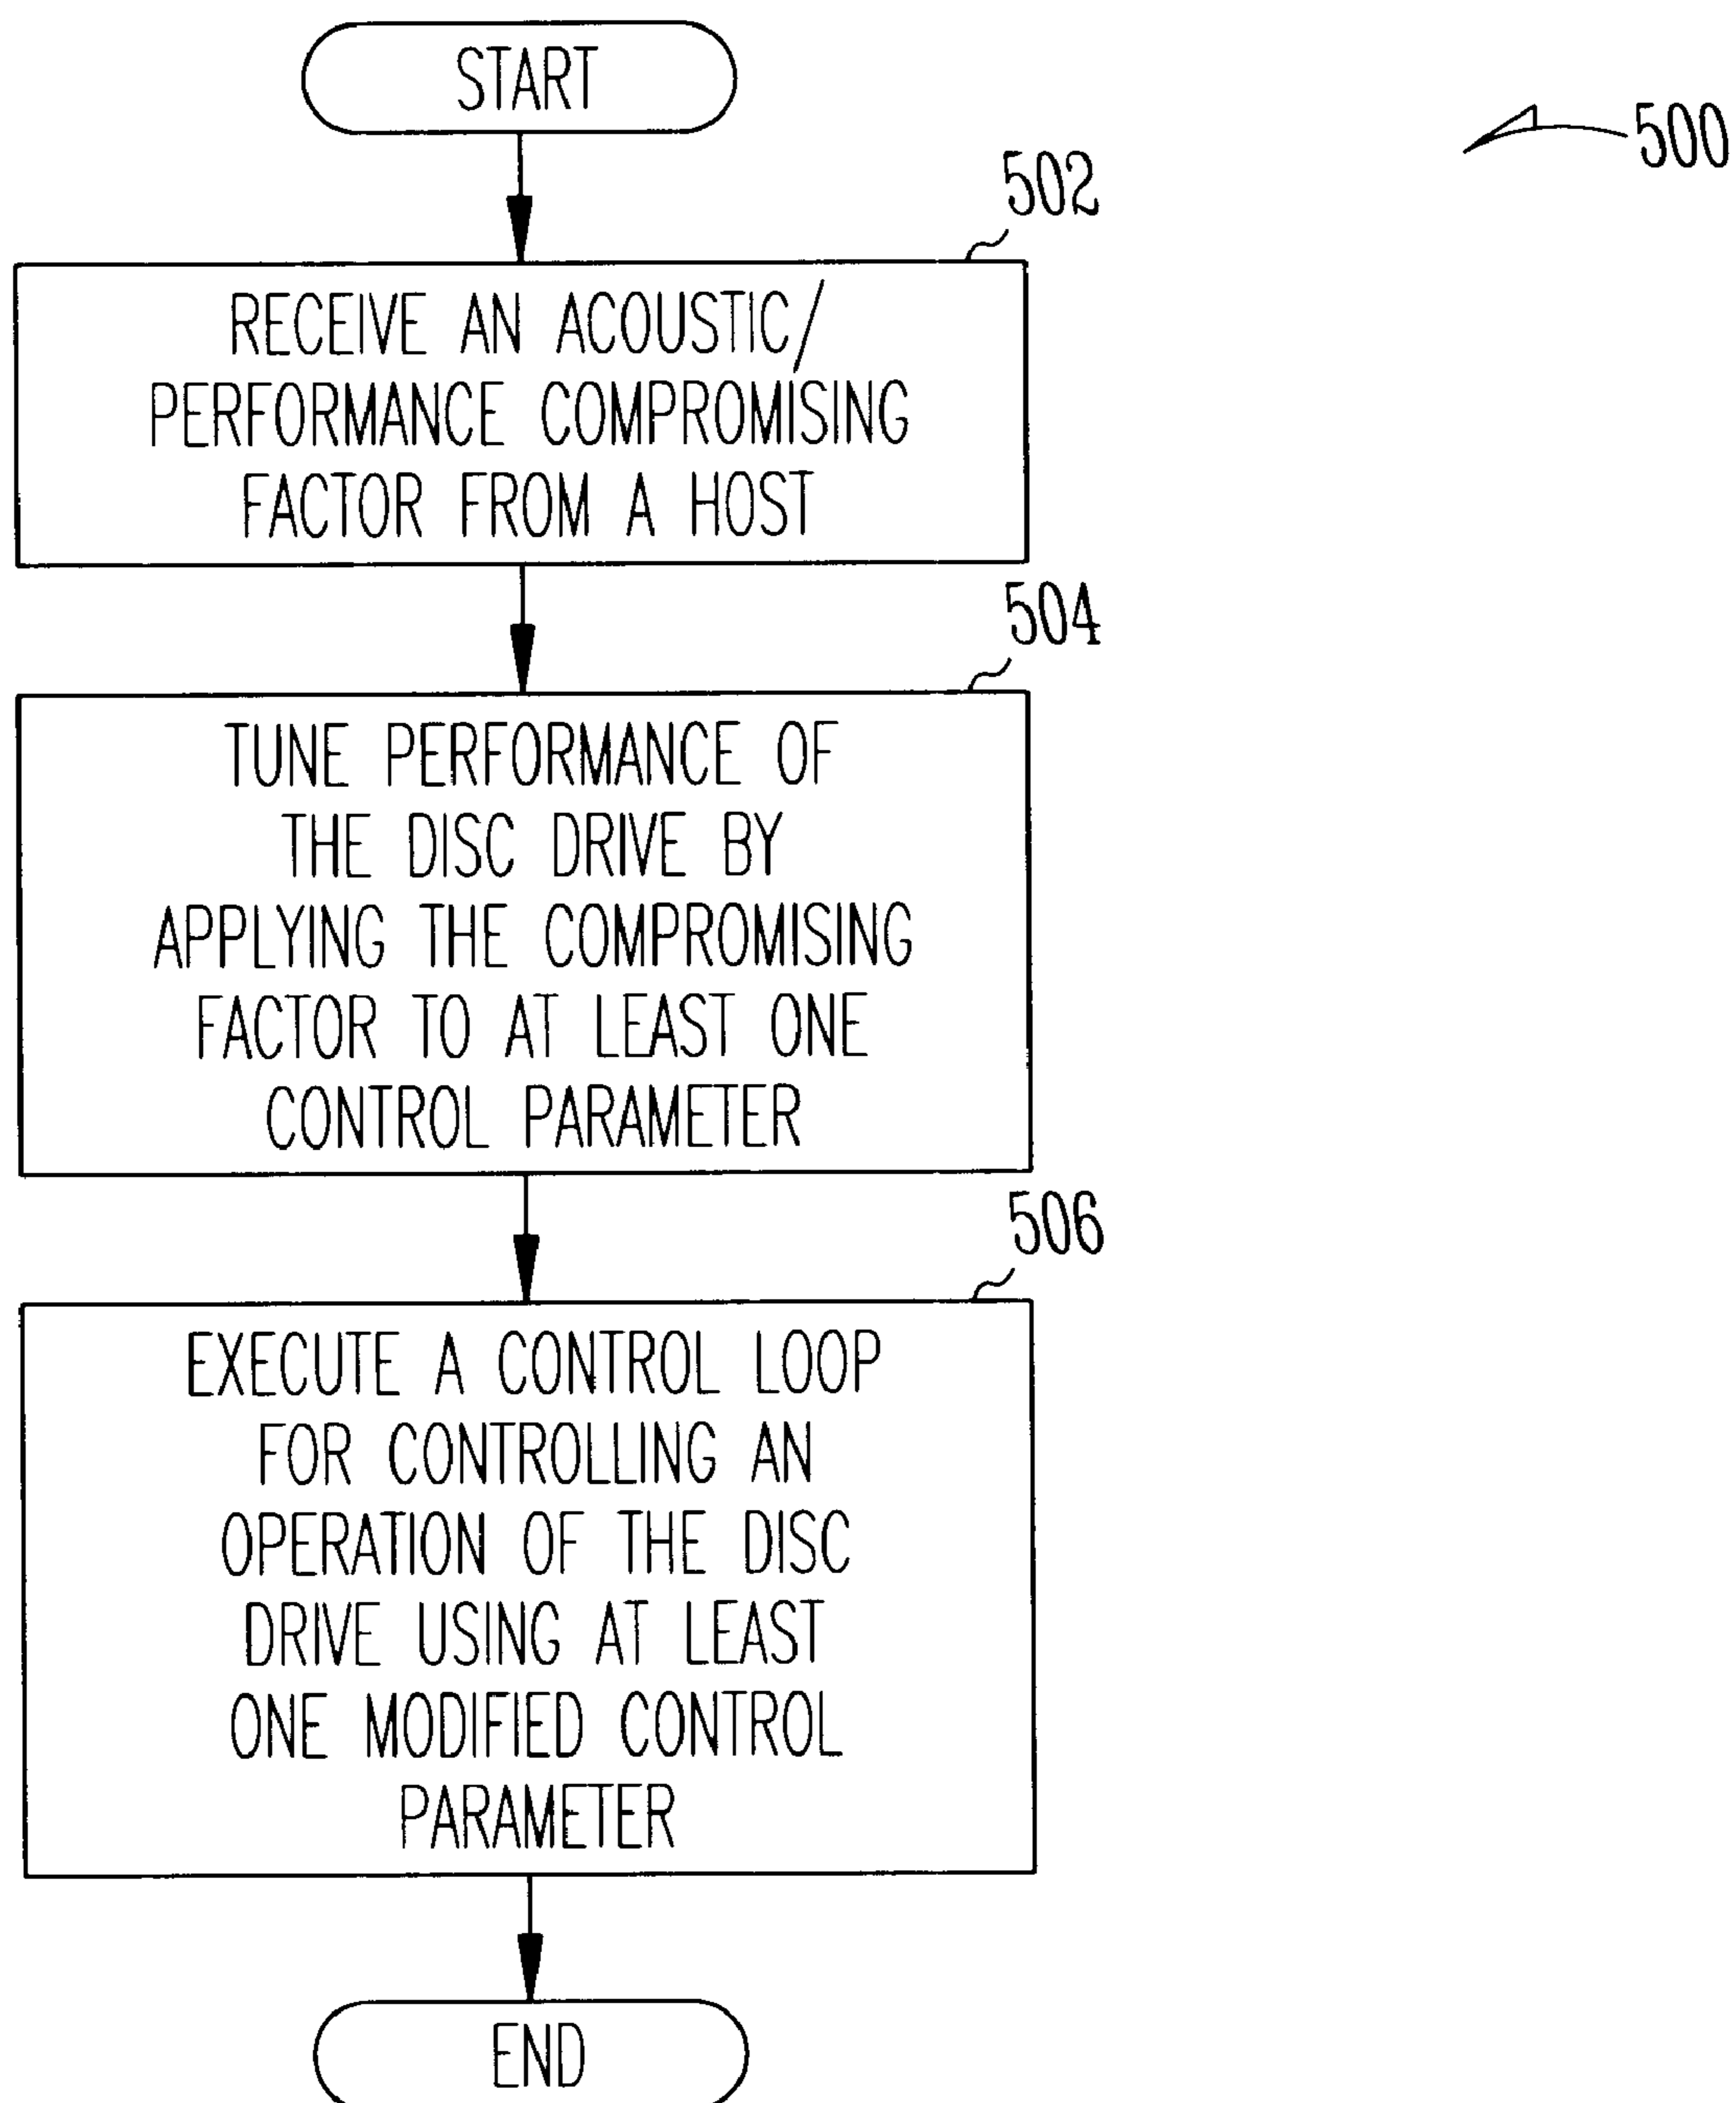 START
500
502
RECEIVE AN ACOUSTIC/
PERFORMANCE COMPROMISING
FACTOR FROM A HOST
504
TUNE PERFORMANCE OF
THE DISC DRIVE BY
APPLYING THE COMPROMISING
FACTOR TO AT LEAST ONE
CONTROL PARAMETER
506
EXECUTE A CONTROL LOOP
FOR CONTROLLING AN
OPERATION OF THE DISC
DRIVE USING AT LEAST
ONE MODIFIED CONTROL
PARAMETER
END